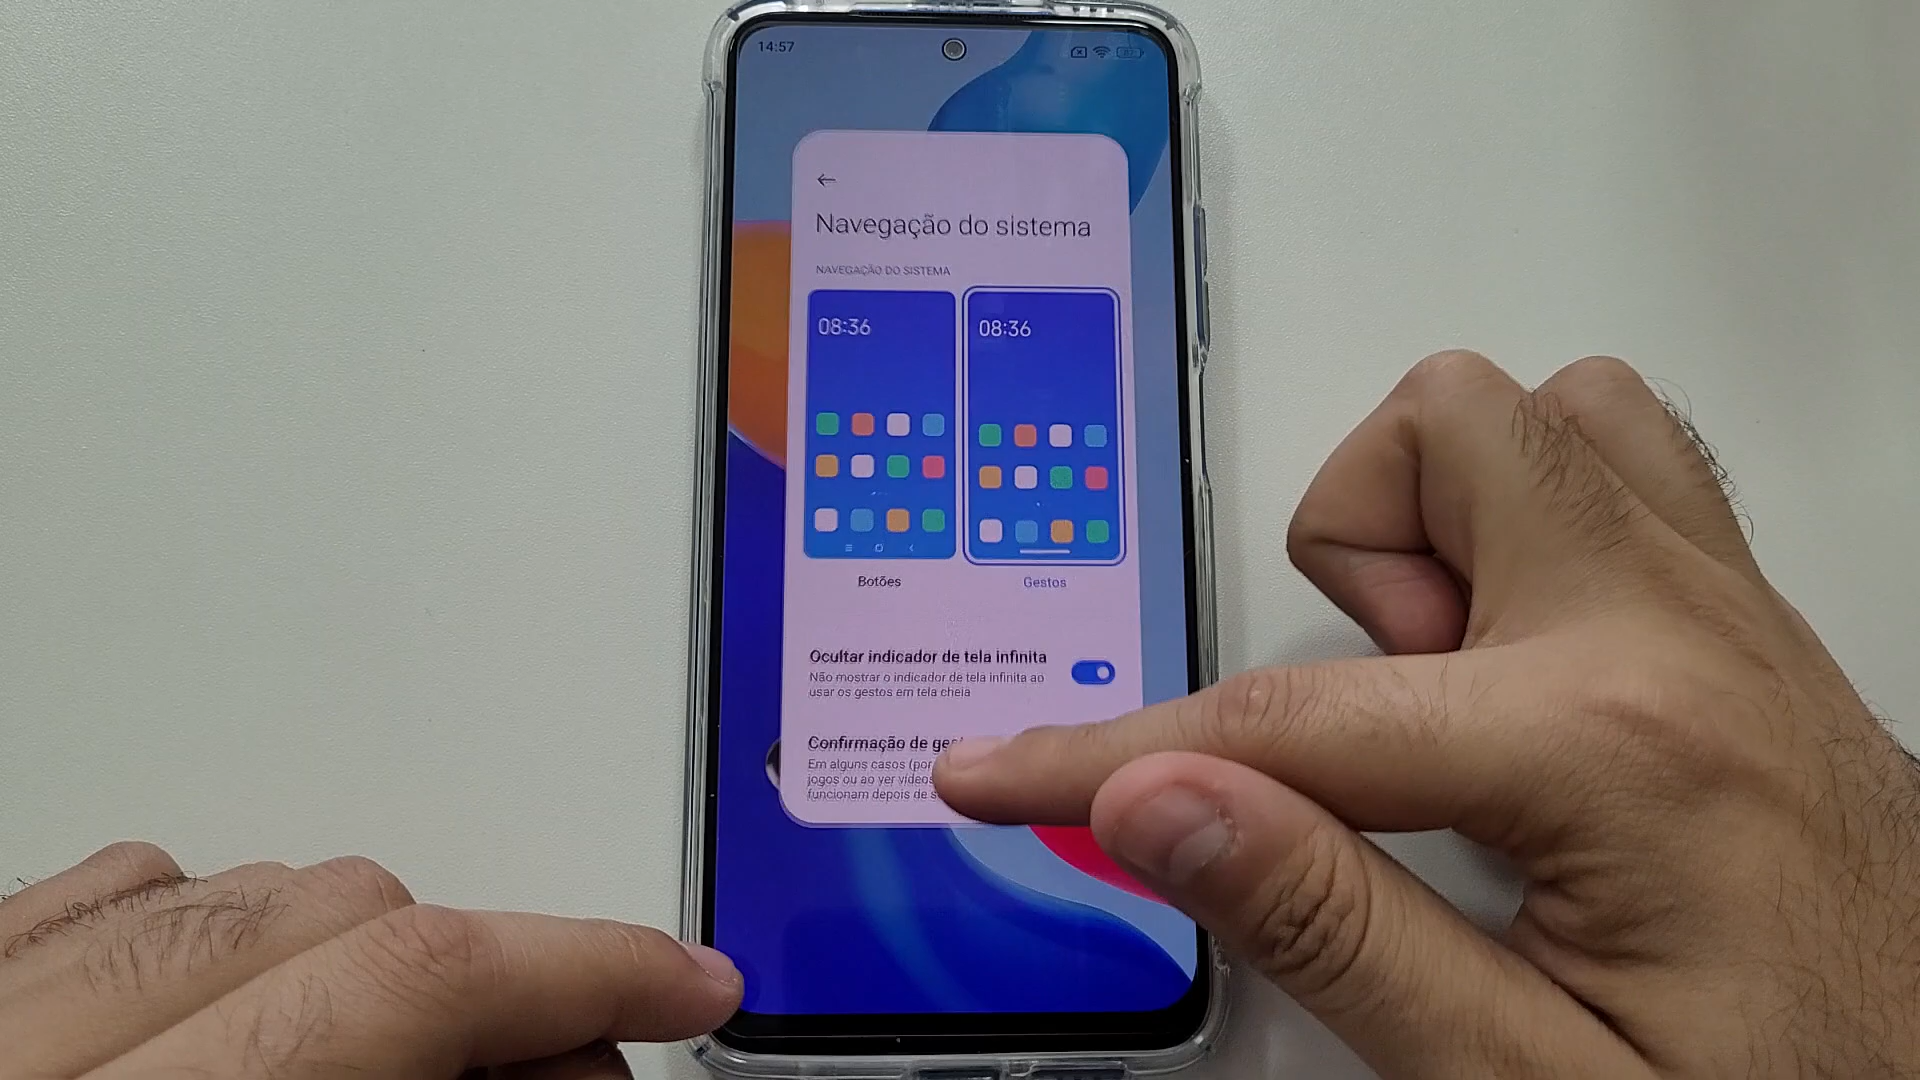 14:57
Navegação do sistema
NAVEGAÇÃO DO SISTEMA
08:36
08:36
Botões
Gestos
Ocultar indicador de tela infinita
Não mostrar o indicador de tela infinita ao
usar os gestos em tela cheia
Confirmação de
Em alguns casos (por
jogos ou ao ver vídeos
funcionam depois de